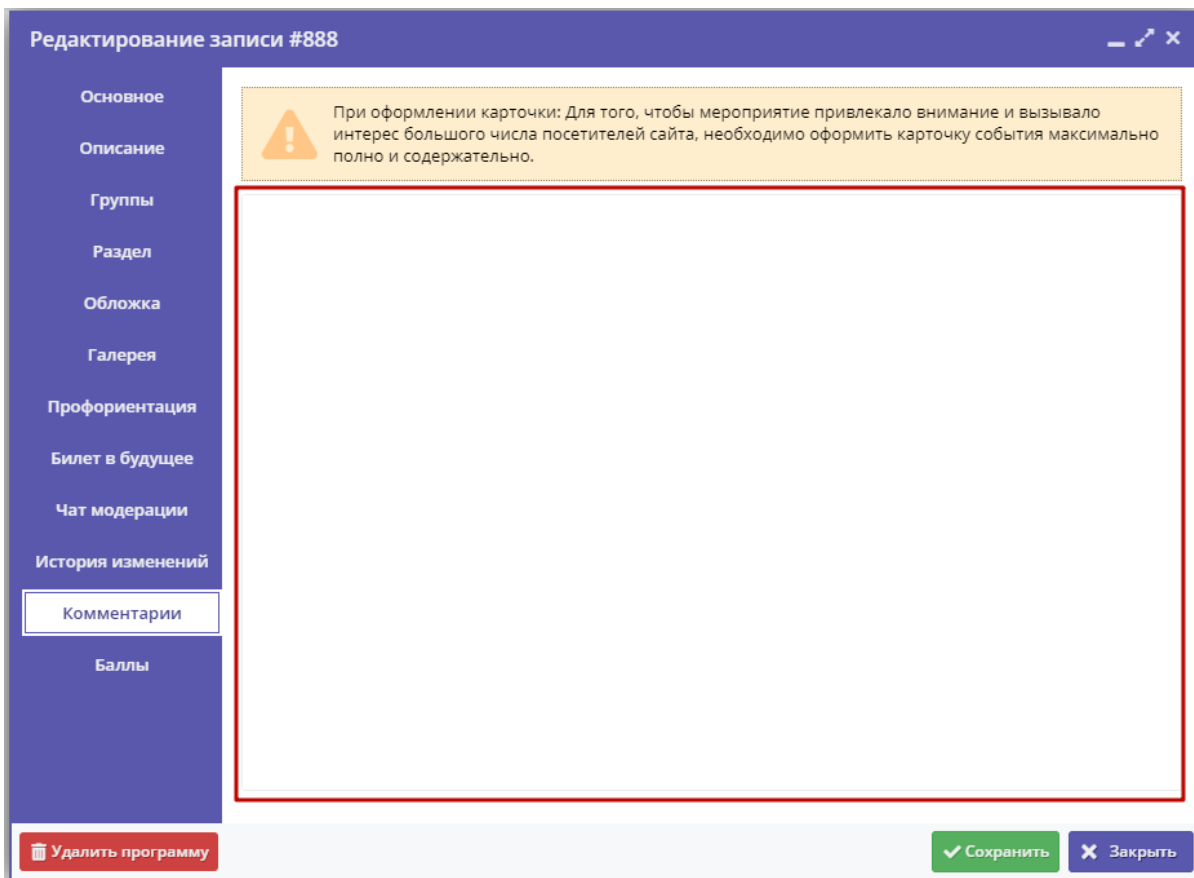 Редактирование записи #888
Основное
Описание
Группы
Раздел
Обложка
Галерея
Профориентация
Билет в будущее
Чат модерации
История изменений
Комментарии
Баллы
При оформлении карточки: Для того, чтобы мероприятие привлекало внимание и вызывало
интерес большого числа посетителей сайта, необходимо оформить карточку события максимально
полно и содержательно.
Удалить программу
Сохранить
Закрыть